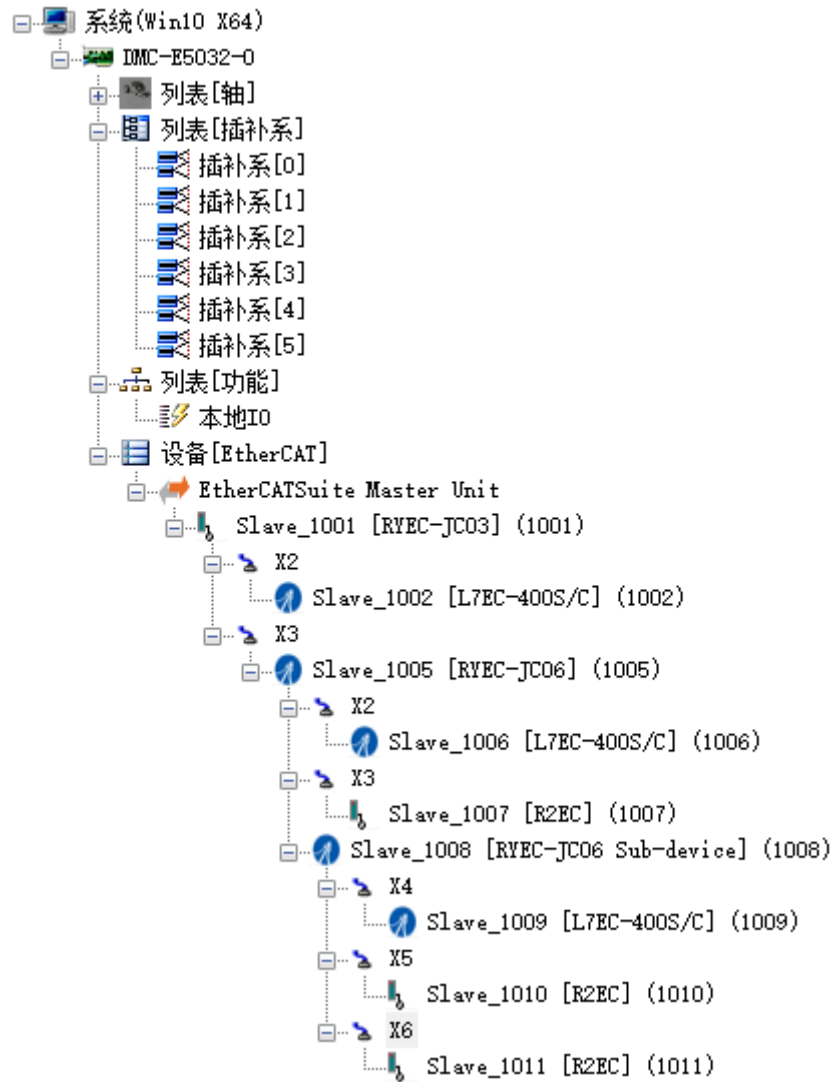 系统(Win10 X64)
DMC-E5032-0
列表[轴]
列表[插补系]
插补系[0]
插补系[1]
插补系[2]
插补系[3]
插补系[4]
插补系[5]
列表[功能]
本地IO
设备[EtherCAT]
EtherCATSuite Master Unit
Slave_1001 [RYEC-JC03] (1001)
X2
Slave_1002 [L7EC-400S/C] (1002)
X3
Slave_1005 [RYEC-JC06] (1005)
X2
Slave_1006 [L7EC-400S/C] (1006)
X3
Slave_1007 [R2EC] (1007)
Slave_1008 [RYEC-JC06 Sub-device] (1008)
X4
Slave_1009 [L7EC-400S/C] (1009)
X5
Slave_1010 [R2EC] (1010)
X6
Slave_1011 [R2EC] (1011)